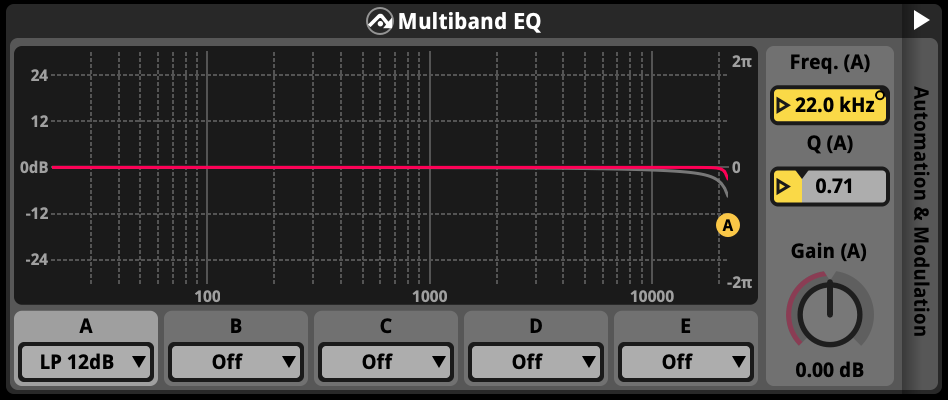 Multiband EQ
24
12
0dB
-12
-24
2π
0
-2π
100
1000
10000
A
Freq. (A)
22.0 kHz
Q (A)
0.71
Gain (A)
0.00 dB
Automation & Modulation
A
B
C
D
E
LP 12dB
Off
Off
Off
Off